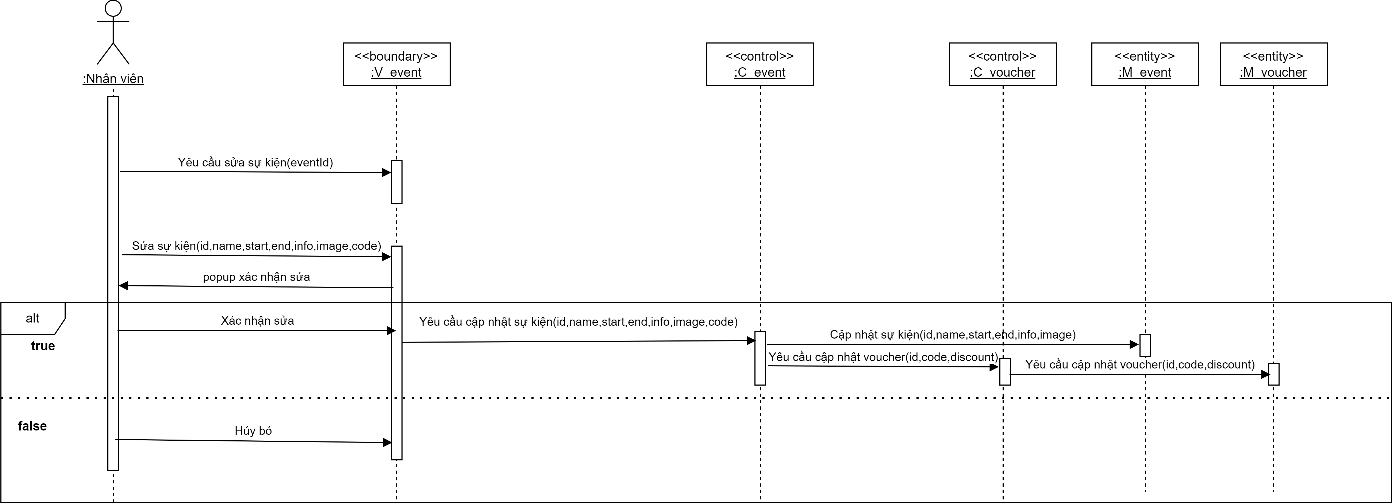 :Nhân viên
<<boundary>>
:V_event
<<control>>
:C_event
<<control>>
:C_voucher
<<entity>>
:M_event
<<entity>>
:M_voucher
Yêu cầu sửa sự kiện(eventId)
Sửa sự kiện(id,name,start,end,info,image,code)
popup xác nhận sửa
alt
true
Xác nhận sửa
Yêu cầu cập nhật sự kiện(id,name,start,end,info,image,code)
Cập nhật sự kiện(id,name,start,end,info,image)
Yêu cầu cập nhật voucher(id,code,discount)
Yêu cầu cập nhật voucher(id,code,discount)
false
Hủy bỏ